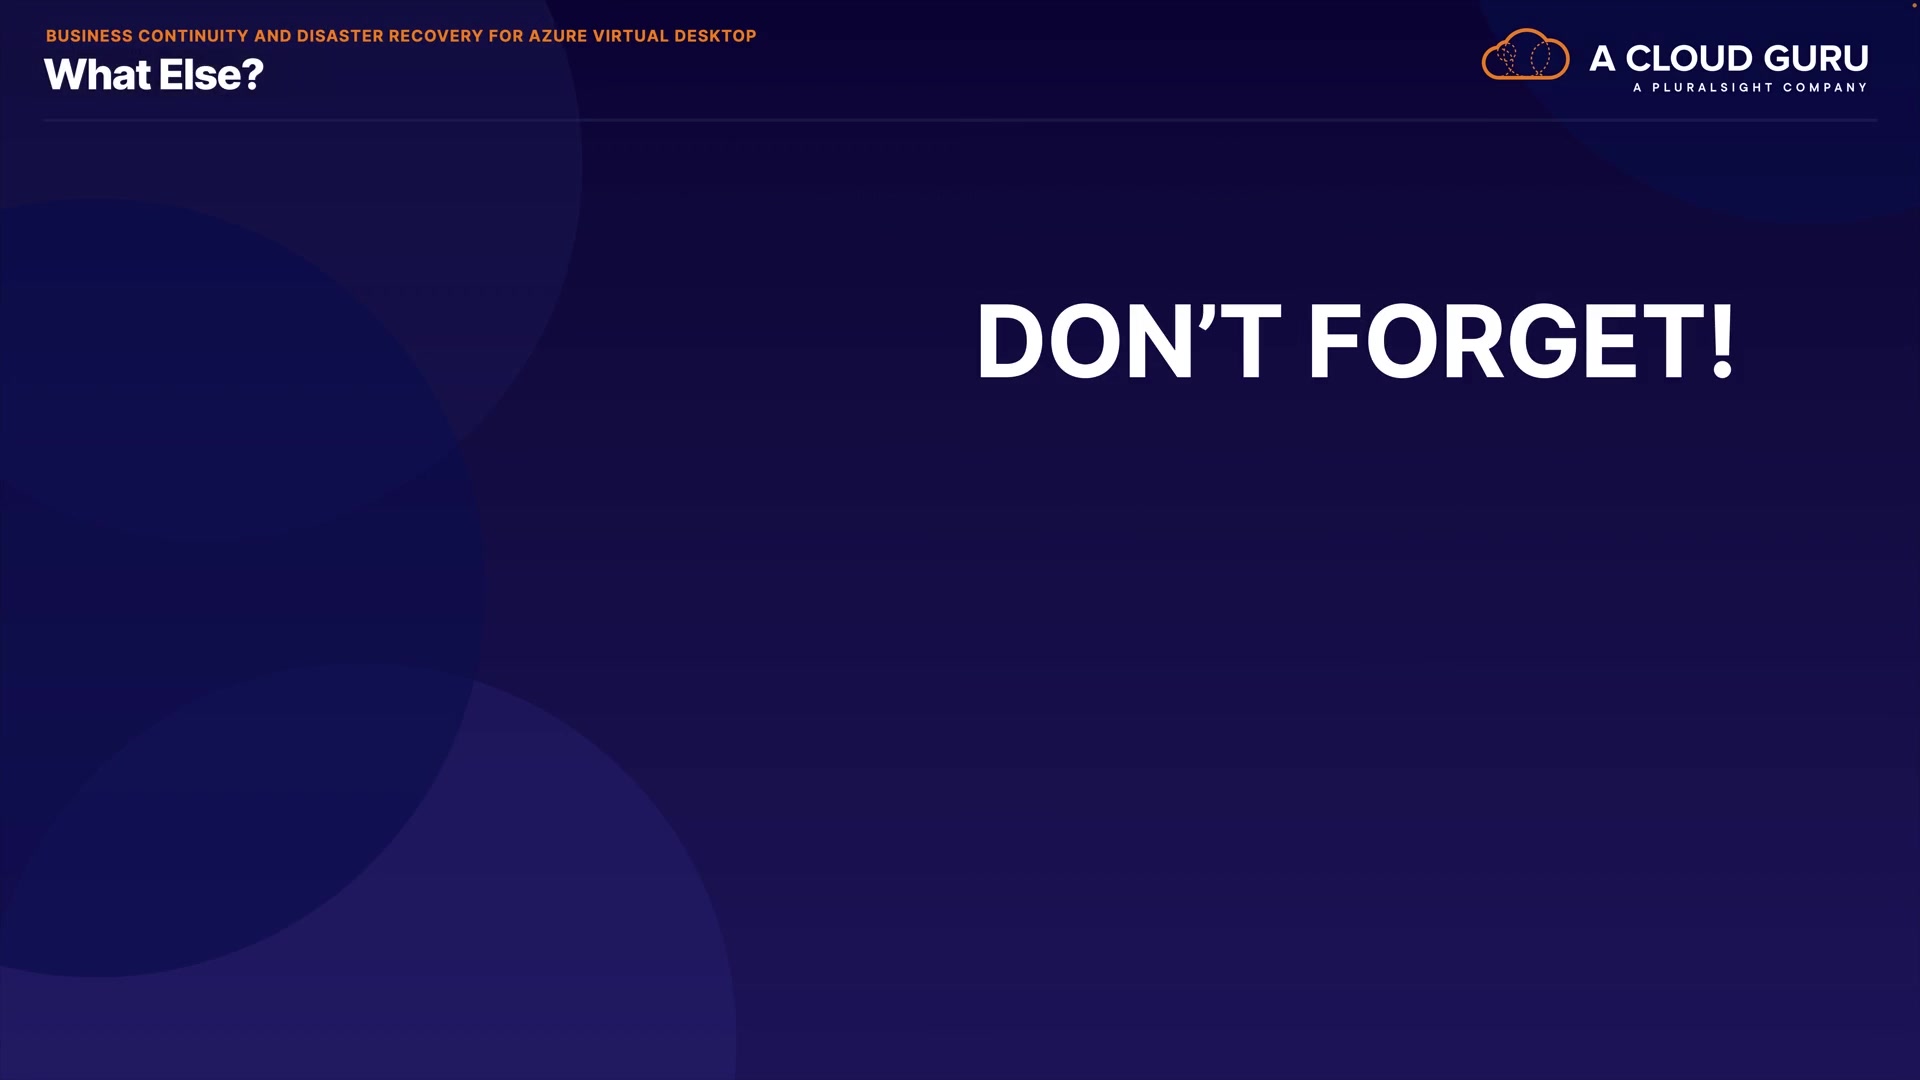 BUSINESS CONTINUITY AND DISASTER RECOVERY FOR AZURE VIRTUAL DESKTOP
What Else?
A CLOUD GURU
A PLURALSIGHT COMPANY
DON’T FORGET!